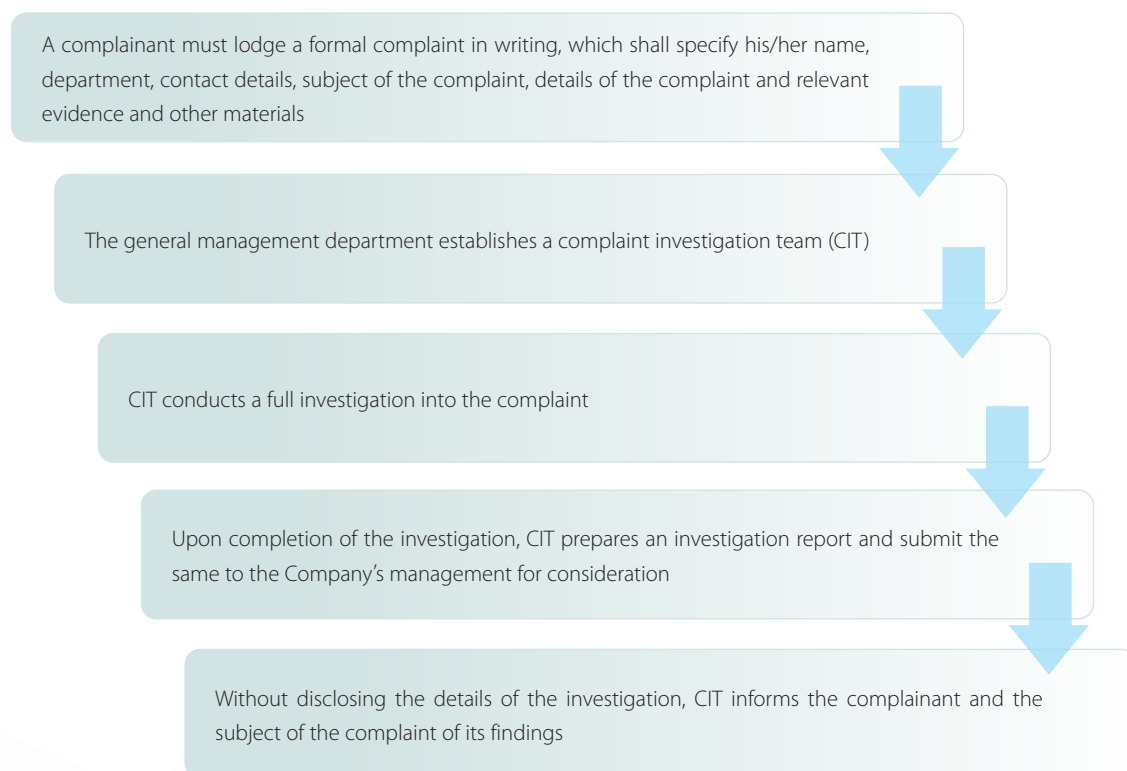 A complainant must lodge a formal complaint in writing, which shall specify his/her name,
department, contact details, subject of the complaint, details of the complaint and relevant
evidence and other materials
The general management department establishes a complaint investigation team (CIT)
CIT conducts a full investigation into the complaint
Upon completion of the investigation, CIT prepares an investigation report and submit the
same to the Company’s management for consideration
Without disclosing the details of the investigation, CIT informs the complainant and the
subject of the complaint of its findings